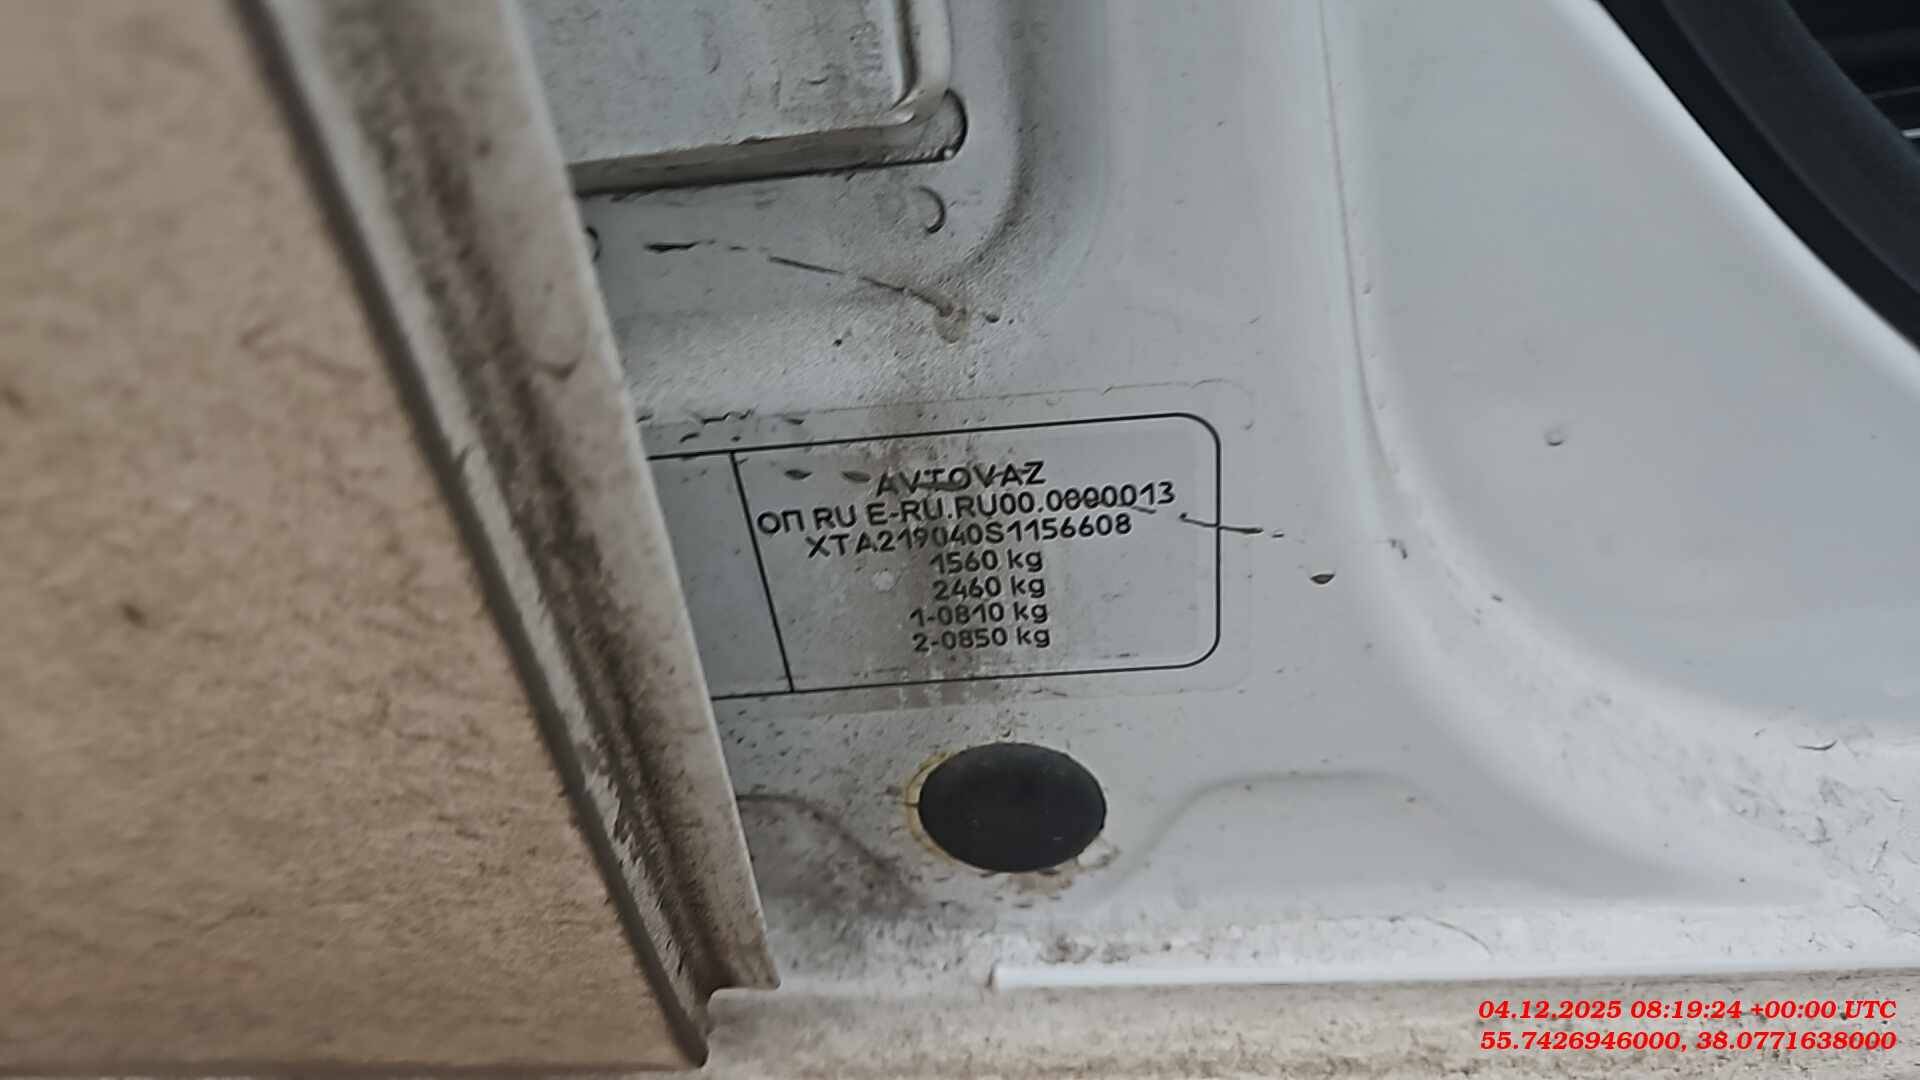 AVTOVAZ
ОП RU E-RU.RU00.0000013
XTA219040S1156608
1560 kg
2460 kg
1-0810 kg
2-0850 kg
04.12.2025 08:19:24 +00:00 UTC
55.7426946000, 38.0771638000